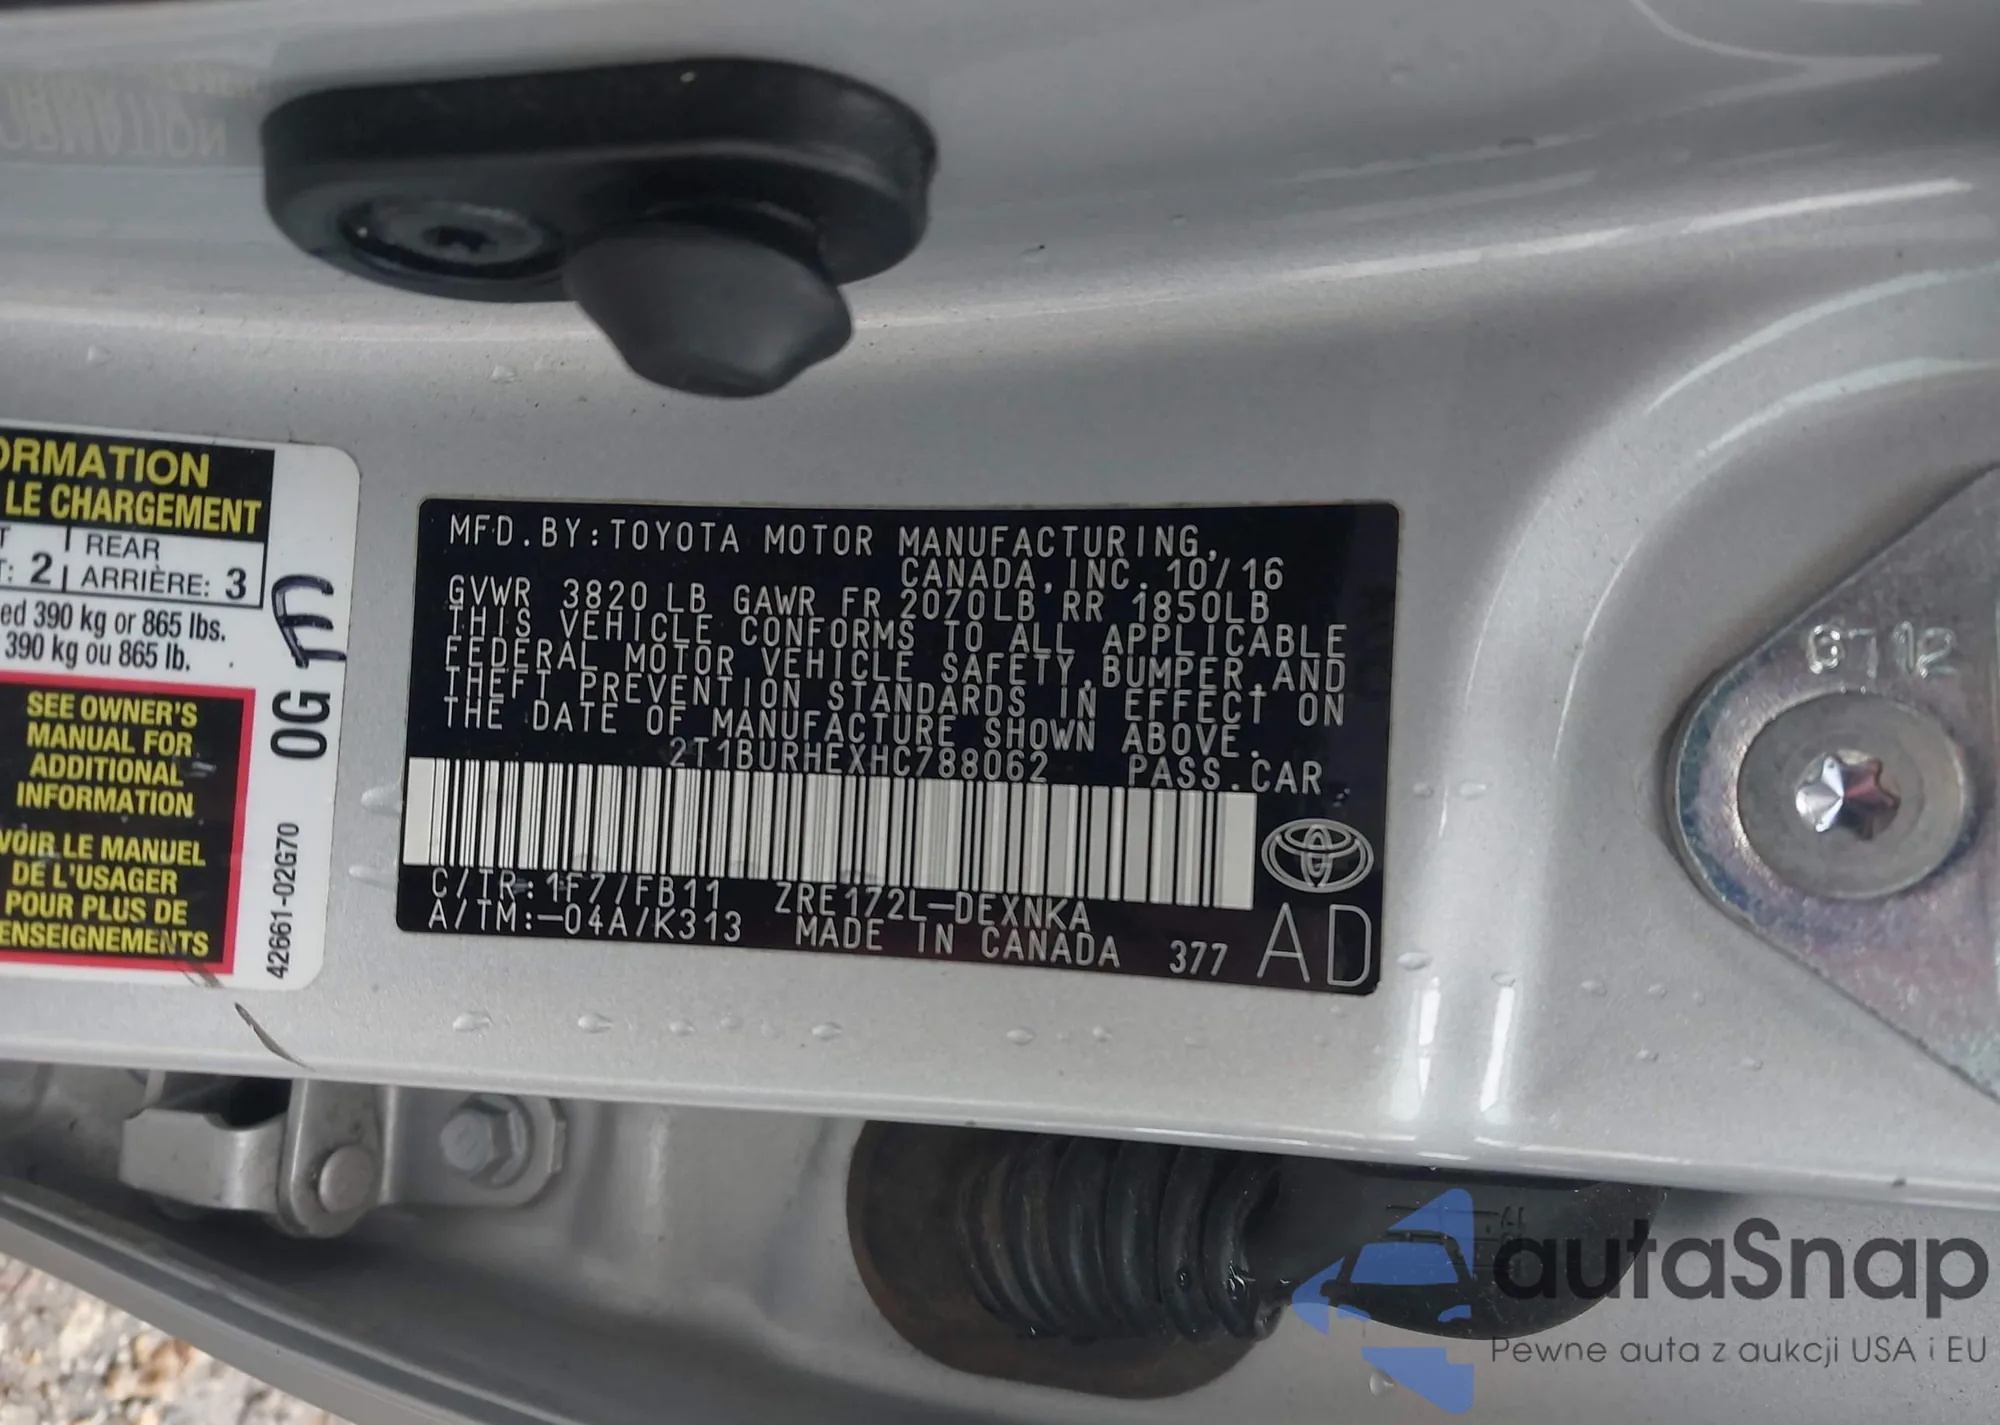 ORMATION
LE CHARGEMENT
REAR
: 2 ARRIÈRE: 3
ed 390 kg or 865 lbs.
390 kg ou 865 lb.
SEE OWNER'S
MANUAL FOR
ADDITIONAL
INFORMATION
VOIR LE MANUEL
DE L'USAGER
POUR PLUS DE
ENSEIGNEMENTS
42661-02G70
0G
MFD.BY:TOYOTA MOTOR MANUFACTURING,
CANADA,INC. 10/16
GVWR 3820 LB GAWR FR 2070LB RR 1850LB
THIS VEHICLE CONFORMS TO ALL APPLICABLE
FEDERAL MOTOR VEHICLE SAFETY,BUMPER,AND
THEFT PREVENTION STANDARDS IN EFFECT ON
THE DATE OF MANUFACTURE SHOWN ABOVE.
2T1BURHEXHC788062 PASS.CAR
C/TR:1F7/FB11 ZRE172L-DEXNKA
A/TM:-04A/K313 MADE IN CANADA 377 AD
autaSnap
Pewne auta z aukcji USA i EU